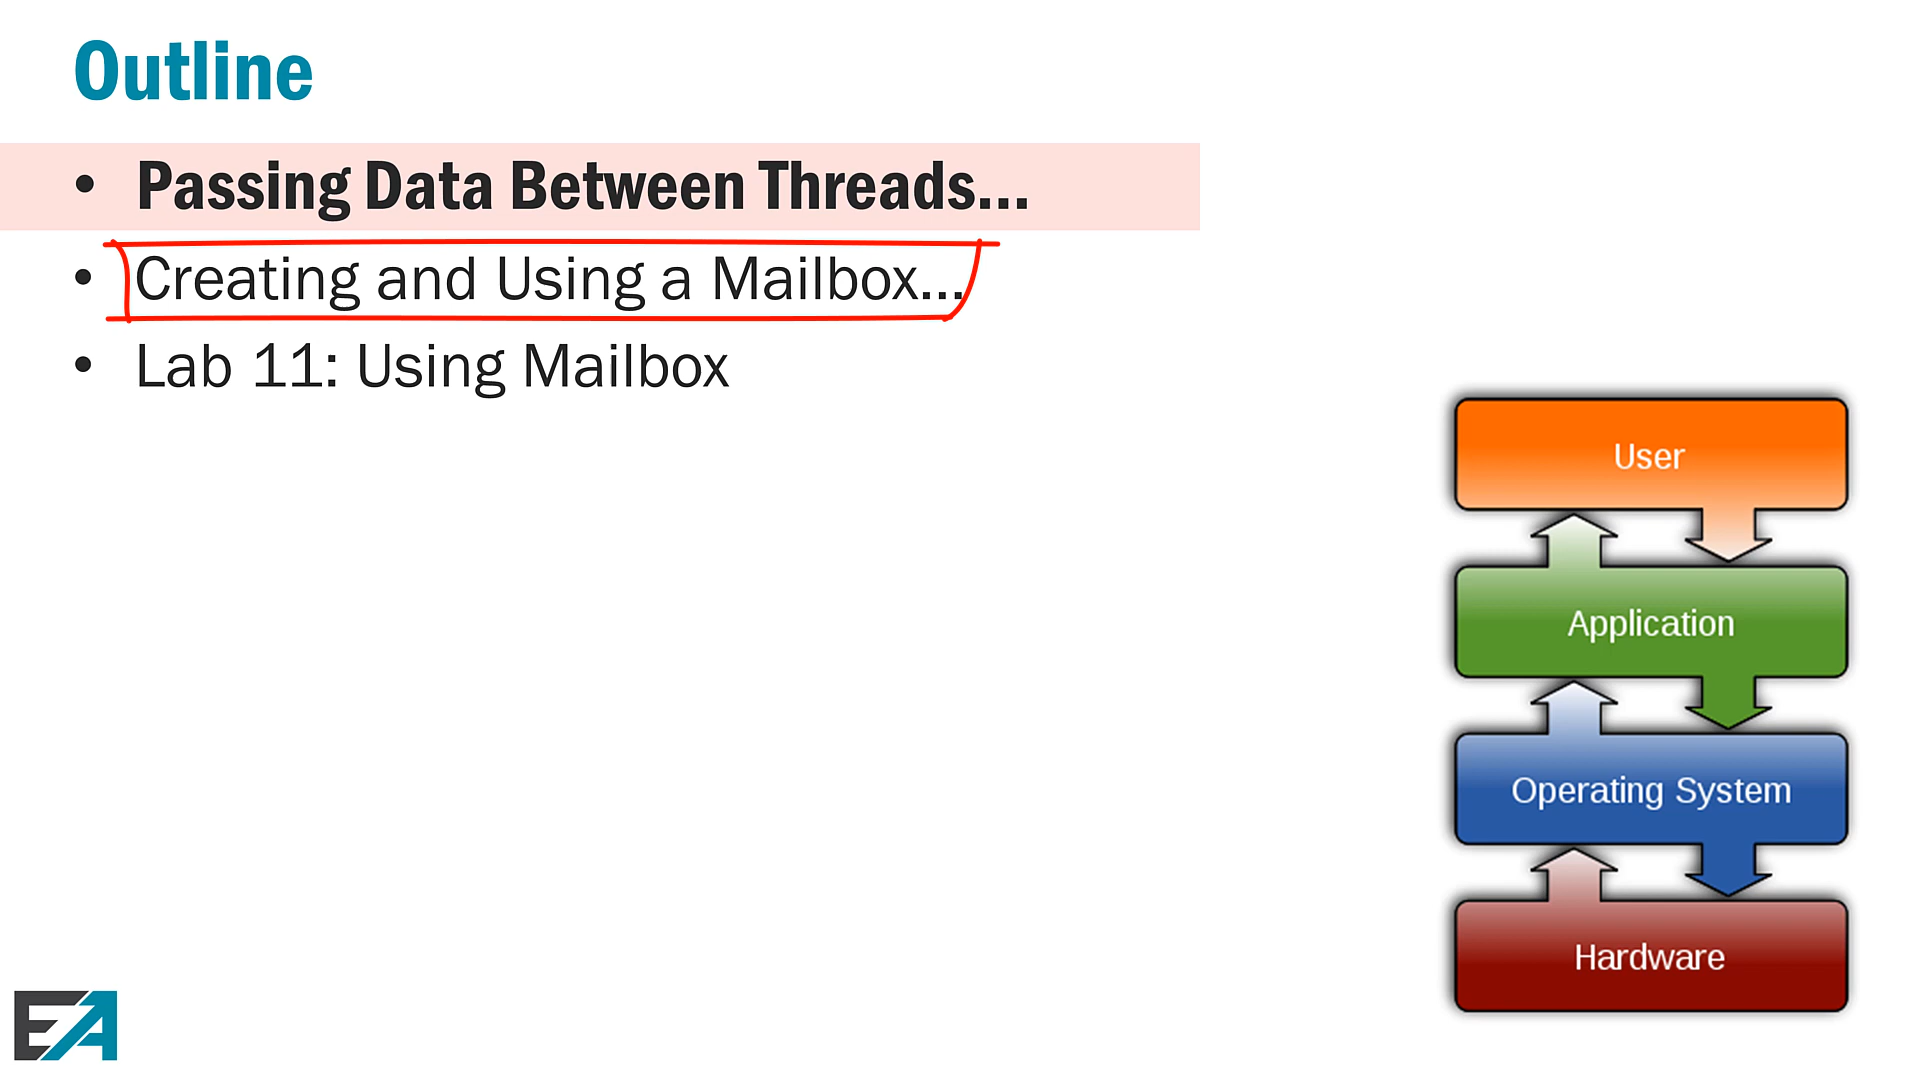 Outline
• Passing Data Between Threads...
• Creating and Using a Mailbox...
• Lab 11: Using Mailbox
User
Application
Operating System
Hardware
EA